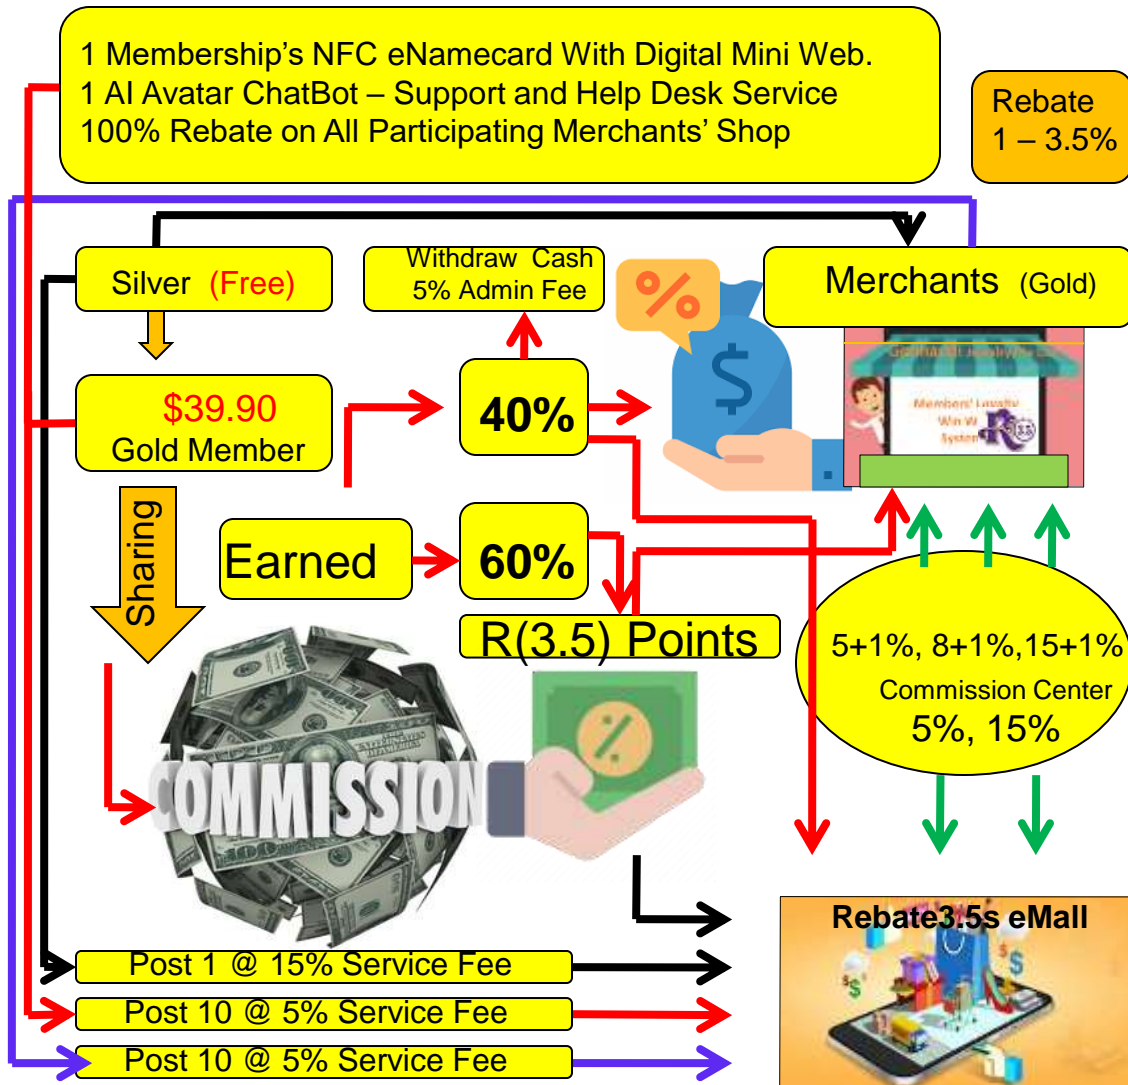 1 Membership’s NFC eNamecard With Digital Mini Web.
1 AI Avatar ChatBot – Support and Help Desk Service
100% Rebate on All Participating Merchants’ Shop
Rebate
1 – 3.5%
Silver (Free)
Withdraw Cash
5% Admin Fee
Merchants (Gold)
$39.90
Gold Member
40%
Members' Loyalty
Win W
System
Sharing
Earned
60%
R(3.5) Points
5+1%, 8+1%,15+1%
Commission Center
5%, 15%
COMMISSION
Rebate3.5s eMall
Post 1 @ 15% Service Fee
Post 10 @ 5% Service Fee
Post 10 @ 5% Service Fee